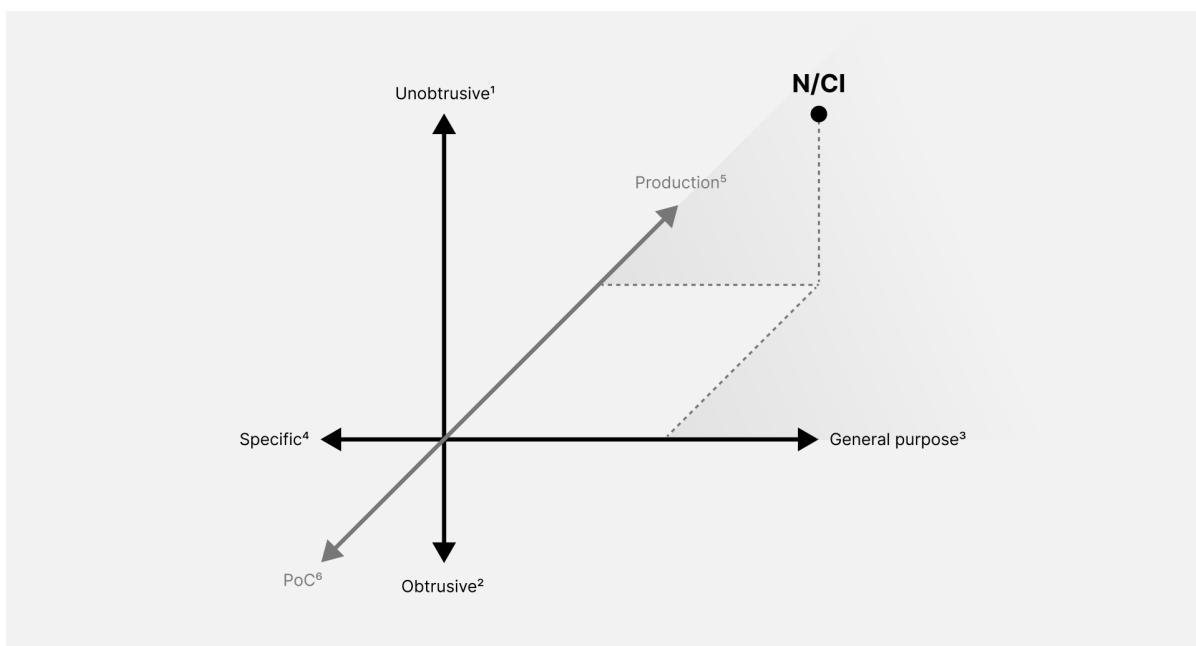 N/CI
Unobtrusive¹
Production⁵
Specific⁴
General purpose³
PoC⁶
Obtrusive²